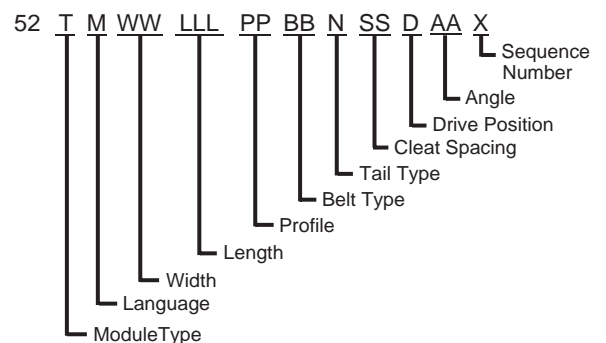 52 T M WW LLL PP BB N SS D AA X
Sequence
Number
Angle
Drive Position
Cleat Spacing
Tail Type
Belt Type
Profile
Length
Width
Language
ModuleType